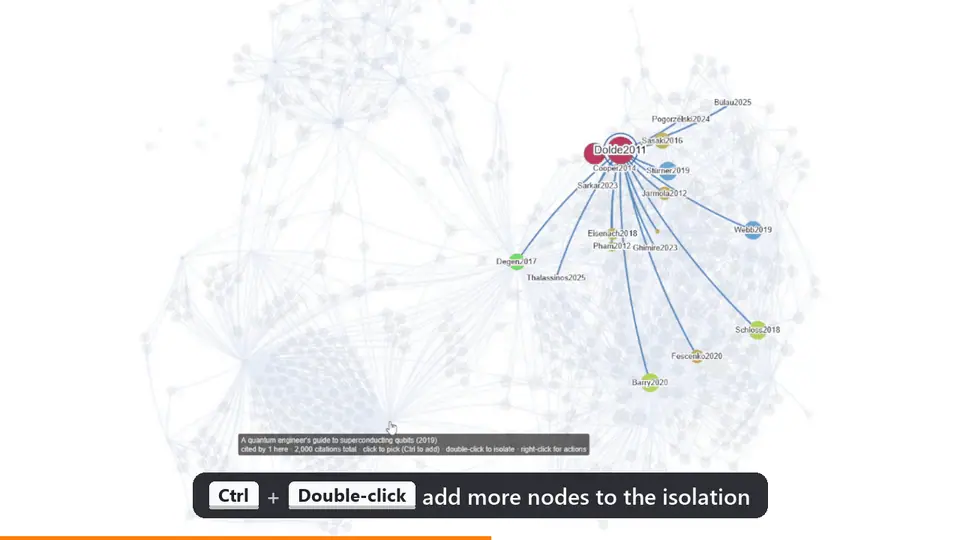 Bulau2025
Pogorzelski2024
Sasaki2016
Dolde2011
Cooper2014
Stürner2019
Sarkar2023
Jarmola2012
Webb2019
Eisenach2018
Pham2012
Ghimire2023
Degen2017
Thalassinos2025
Schloss2018
Fescenko2020
Barry2020
A quantum engineer's guide to superconducting qubits (2019)
cited by 1 here · 2,000 citations total · click to pick (Ctrl to add) · double-click to isolate · right-click for actions
Ctrl + Double-click add more nodes to the isolation